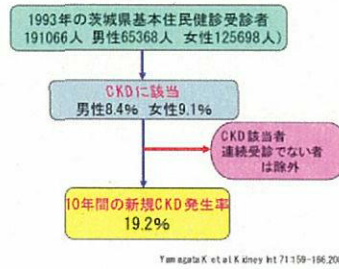 1993年の茨城県基本住民健診受診者
191066人 男性65368人 女性125698人)
CKDに該当
男性8.4% 女性9.1%
CKD該当者
連続受診でない者
は除外
10年間の新規CKD発生率
19.2%
Yamagata K et al Kidney Int 71:159-166,200